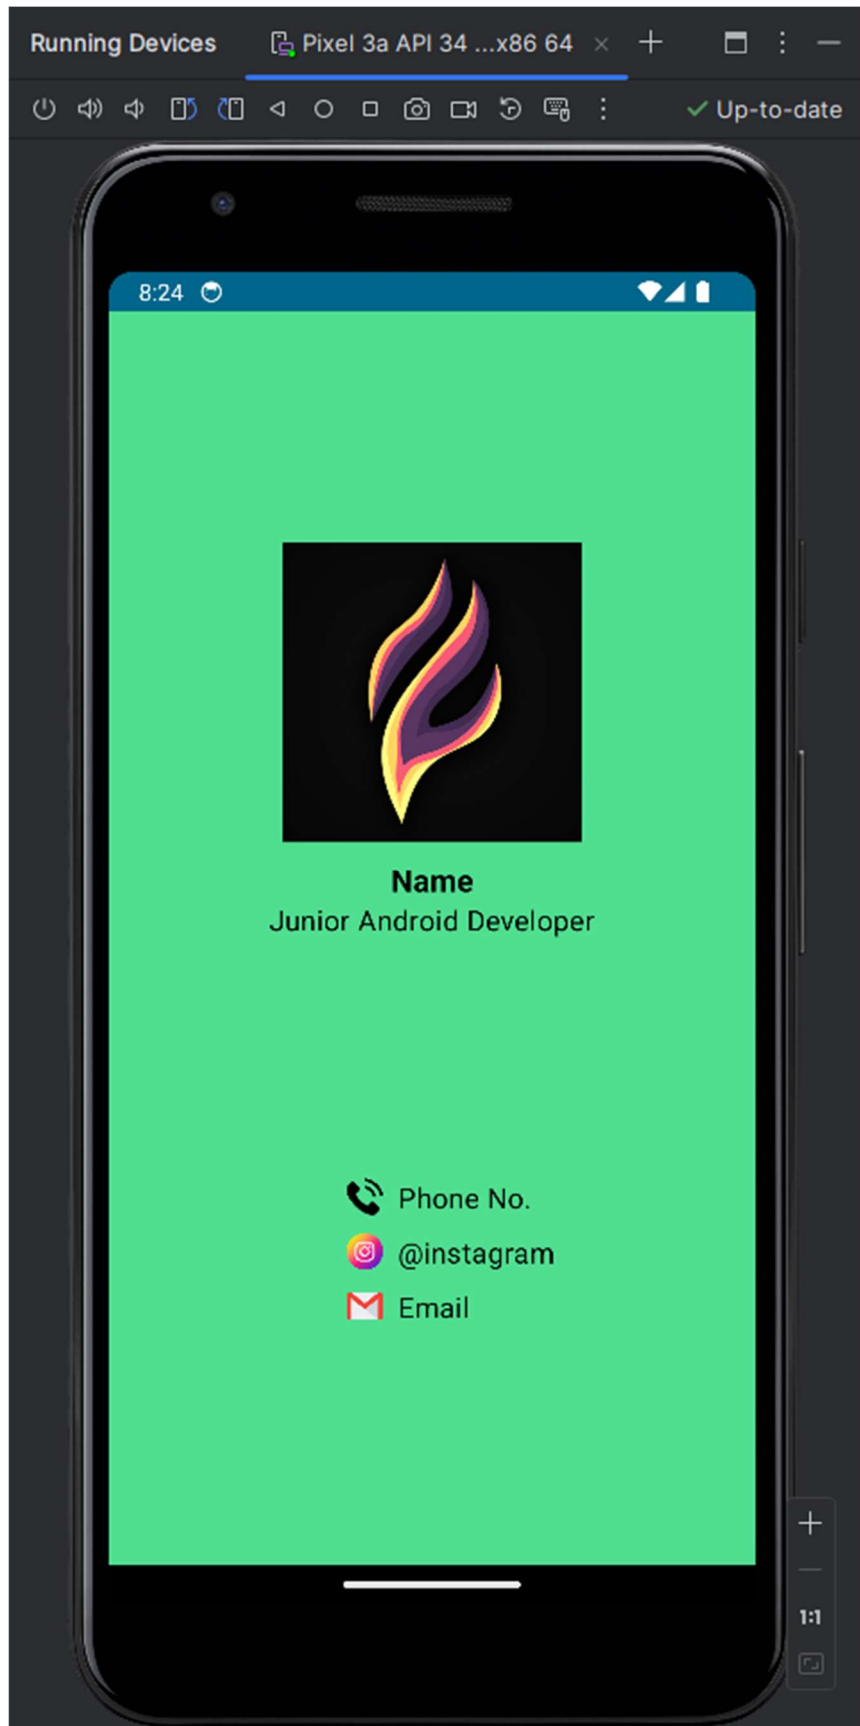 Running Devices Pixel 3a API 34 ...x86 64
Up-to-date
8:24
Name
Junior Android Developer
Phone No.
@instagram
Email
1:1